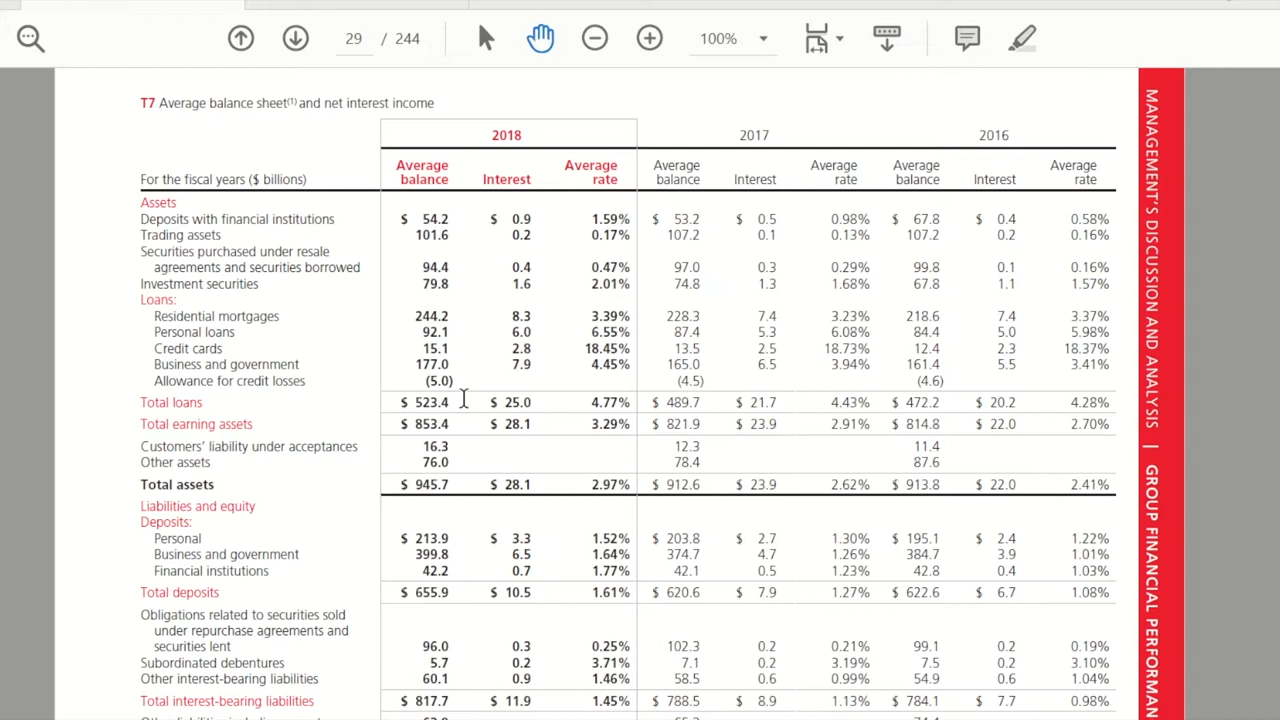 29 / 244 100%
T7 Average balance sheet(1) and net interest income
2018 2017 2016
Average Average Average Average Average Average
For the fiscal years ($ billions) balance Interest rate balance Interest rate balance Interest rate
Assets
Deposits with financial institutions $ 54.2 $ 0.9 1.59% $ 53.2 $ 0.5 0.98% $ 67.8 $ 0.4 0.58%
Trading assets 101.6 0.2 0.17% 107.2 0.1 0.13% 107.2 0.2 0.16%
Securities purchased under resale
agreements and securities borrowed 94.4 0.4 0.47% 97.0 0.3 0.29% 99.8 0.1 0.16%
Investment securities 79.8 1.6 2.01% 74.8 1.3 1.68% 67.8 1.1 1.57%
Loans:
Residential mortgages 244.2 8.3 3.39% 228.3 7.4 3.23% 218.6 7.4 3.37%
Personal loans 92.1 6.0 6.55% 87.4 5.3 6.08% 84.4 5.0 5.98%
Credit cards 15.1 2.8 18.45% 13.5 2.5 18.73% 12.4 2.3 18.37%
Business and government 177.0 7.9 4.45% 165.0 6.5 3.94% 161.4 5.5 3.41%
Allowance for credit losses (5.0) (4.5) (4.6)
Total loans $ 523.4 $ 25.0 4.77% $ 489.7 $ 21.7 4.43% $ 472.2 $ 20.2 4.28%
Total earning assets $ 853.4 $ 28.1 3.29% $ 821.9 $ 23.9 2.91% $ 814.8 $ 22.0 2.70%
Customers' liability under acceptances 16.3 12.3 11.4
Other assets 76.0 78.4 87.6
Total assets $ 945.7 $ 28.1 2.97% $ 912.6 $ 23.9 2.62% $ 913.8 $ 22.0 2.41%
Liabilities and equity
Deposits:
Personal $ 213.9 $ 3.3 1.52% $ 203.8 $ 2.7 1.30% $ 195.1 $ 2.4 1.22%
Business and government 399.8 6.5 1.64% 374.7 4.7 1.26% 384.7 3.9 1.01%
Financial institutions 42.2 0.7 1.77% 42.1 0.5 1.23% 42.8 0.4 1.03%
Total deposits $ 655.9 $ 10.5 1.61% $ 620.6 $ 7.9 1.27% $ 622.6 $ 6.7 1.08%
Obligations related to securities sold
under repurchase agreements and
securities lent 96.0 0.3 0.25% 102.3 0.2 0.21% 99.1 0.2 0.19%
Subordinated debentures 5.7 0.2 3.71% 7.1 0.2 3.19% 7.5 0.2 3.10%
Other interest-bearing liabilities 60.1 0.9 1.46% 58.5 0.6 0.99% 54.9 0.6 1.04%
Total interest-bearing liabilities $ 817.7 $ 11.9 1.45% $ 788.5 $ 8.9 1.13% $ 784.1 $ 7.7 0.98%
MANAGEMENT'S DISCUSSION AND ANALYSIS | GROUP FINANCIAL PERFORMAN